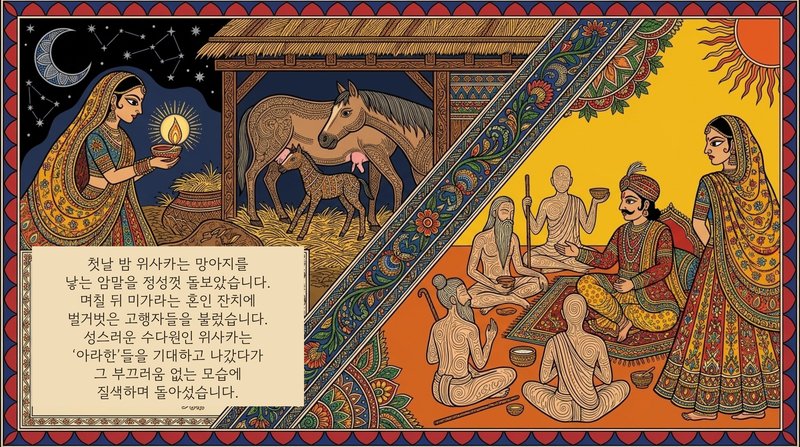 첫날 밤 위사카는 망아지를
낳는 암말을 정성껏 돌보았습니다.
며칠 뒤 미가라는 혼인 잔치에
벌거벗은 고행자들을 불렀습니다.
성스러운 수다원인 위사카는
‘아라한’들을 기대하고 나갔다가
그 부끄러움 없는 모습에
질색하며 돌아섰습니다.